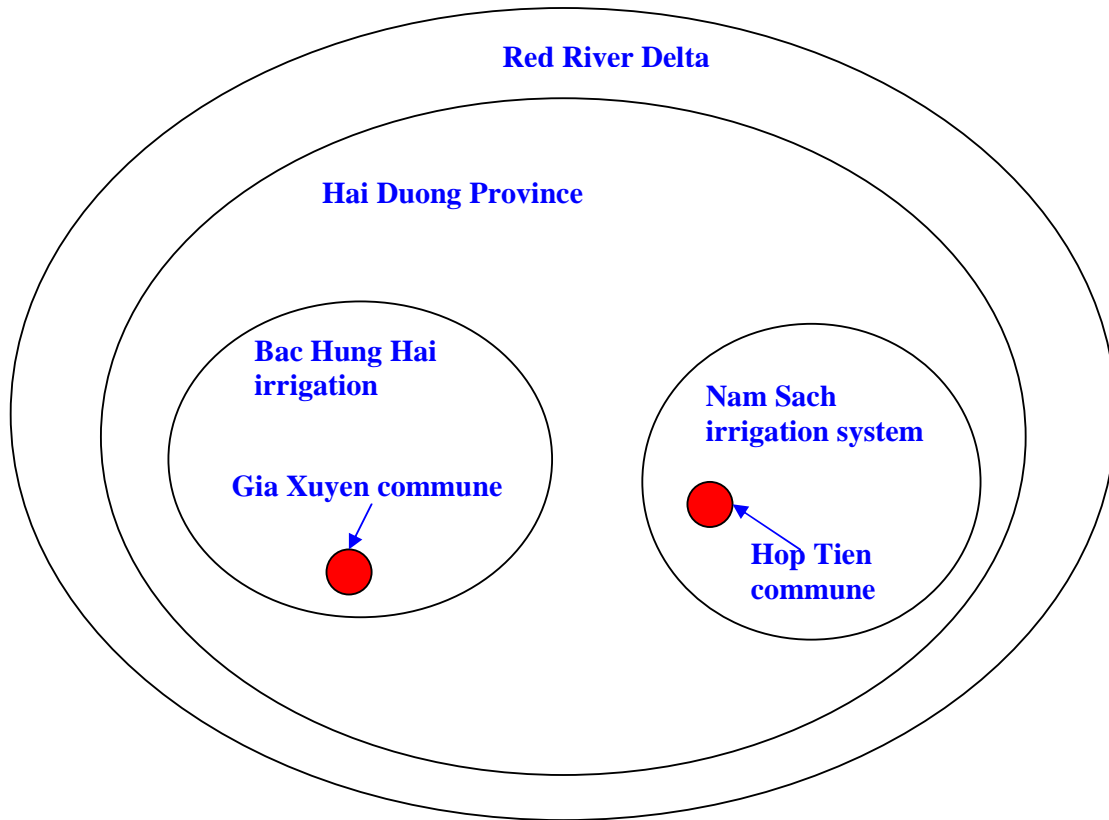 Red River Delta
Hai Duong Province
Bac Hung Hai
irrigation
Nam Sach
irrigation system
Gia Xuyen commune
Hop Tien
commune